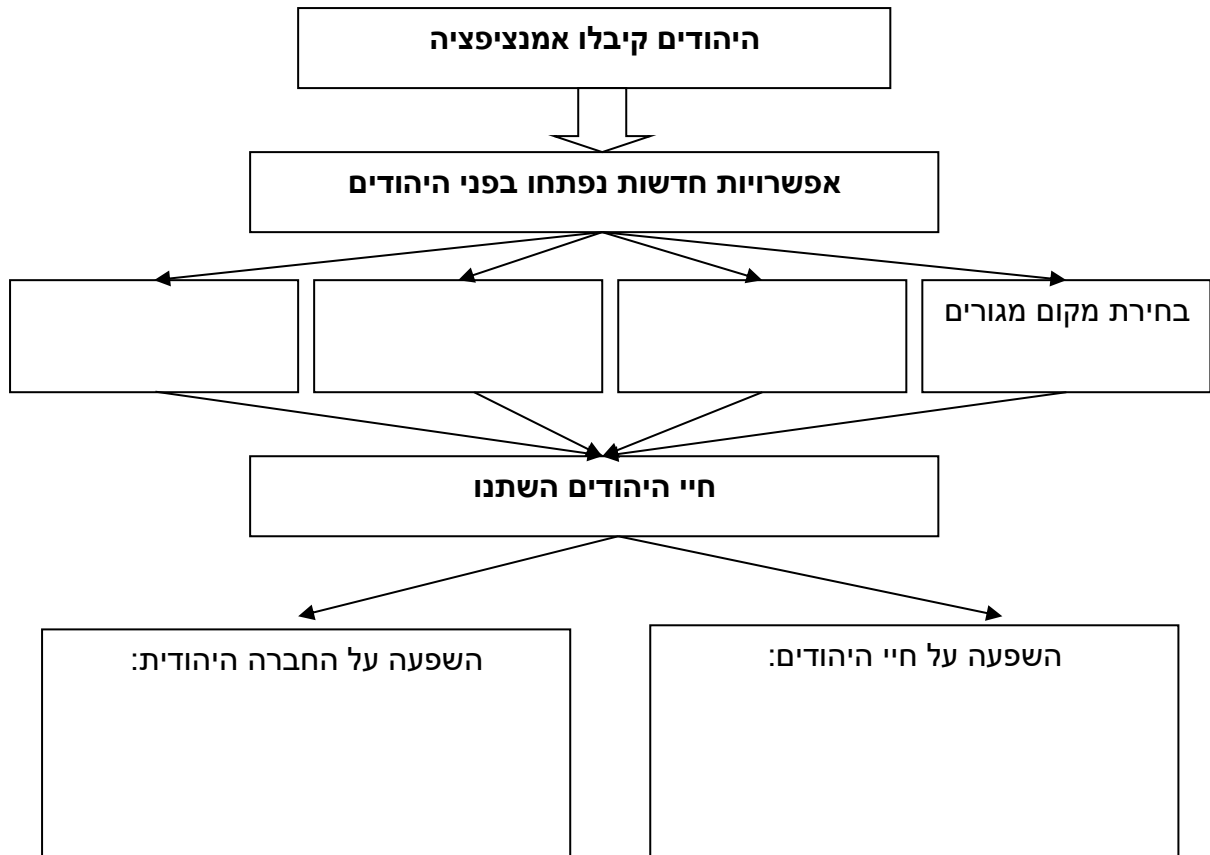 היהודים קיבלו אמנציפציה
אפשרויות חדשות נפתחו בפני היהודים
בחירת מקום מגורים
חיי היהודים השתנו
השפעה על חיי היהודים:
השפעה על החברה היהודית: